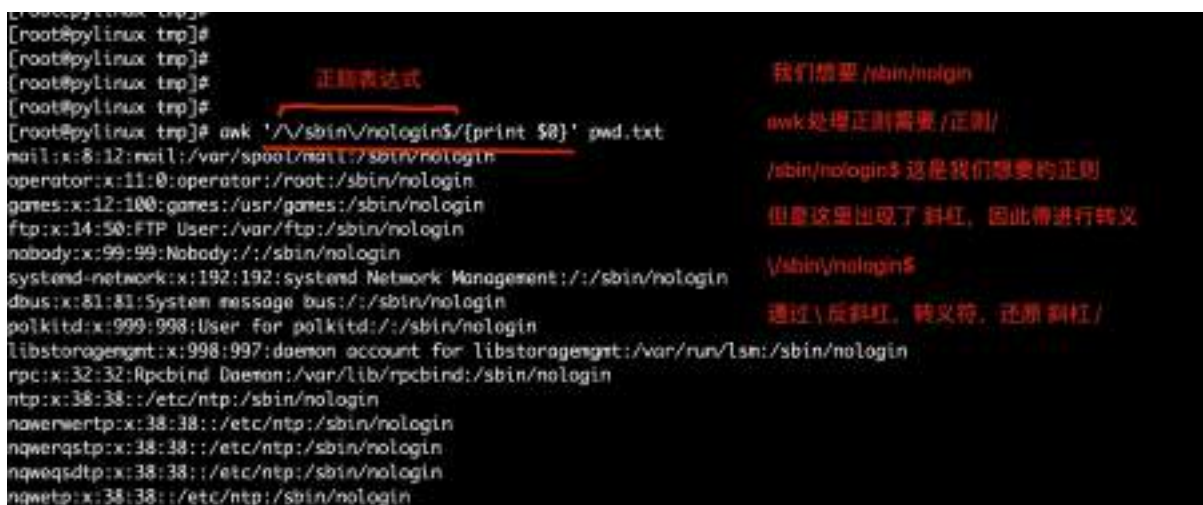 [root@pylinux tmp]#
[root@pylinux tmp]#
[root@pylinux tmp]#
[root@pylinux tmp]#
[root@pylinux tmp]#
正则表达式
[root@pylinux tmp]# awk '/\/sbin\/nologin$/{print $0}' pwd.txt
mail:x:8:12:mail:/var/spool/mail:/sbin/nologin
operator:x:11:0:operator:/root:/sbin/nologin
games:x:12:100:games:/usr/games:/sbin/nologin
ftp:x:14:50:FTP User:/var/ftp:/sbin/nologin
nobody:x:99:99:Nobody:/:/sbin/nologin
systemd-network:x:192:192:systemd Network Management:/:/sbin/nologin
dbus:x:81:81:System message bus:/:/sbin/nologin
polkitd:x:999:998:User for polkitd:/:/sbin/nologin
libstoragemgmt:x:998:997:daemon account for libstoragemgmt:/var/run/lsm:/sbin/nologin
rpc:x:32:32:Rpcbind Daemon:/var/lib/rpcbind:/sbin/nologin
ntp:x:38:38::/etc/ntp:/sbin/nologin
nqwerwertp:x:38:38::/etc/ntp:/sbin/nologin
nqwerqstp:x:38:38::/etc/ntp:/sbin/nologin
nqweqsdtp:x:38:38::/etc/ntp:/sbin/nologin
nqwetp:x:38:38::/etc/ntp:/sbin/nologin
我们想要 /sbin/nolgin
awk 处理正则需要 /正则/
/sbin/nologin$ 这是我们想要的正则
但是这里出现了 斜杠，因此得进行转义
\/sbin\/nologin$
通过 \ 反斜杠，转义符，还原 斜杠 /